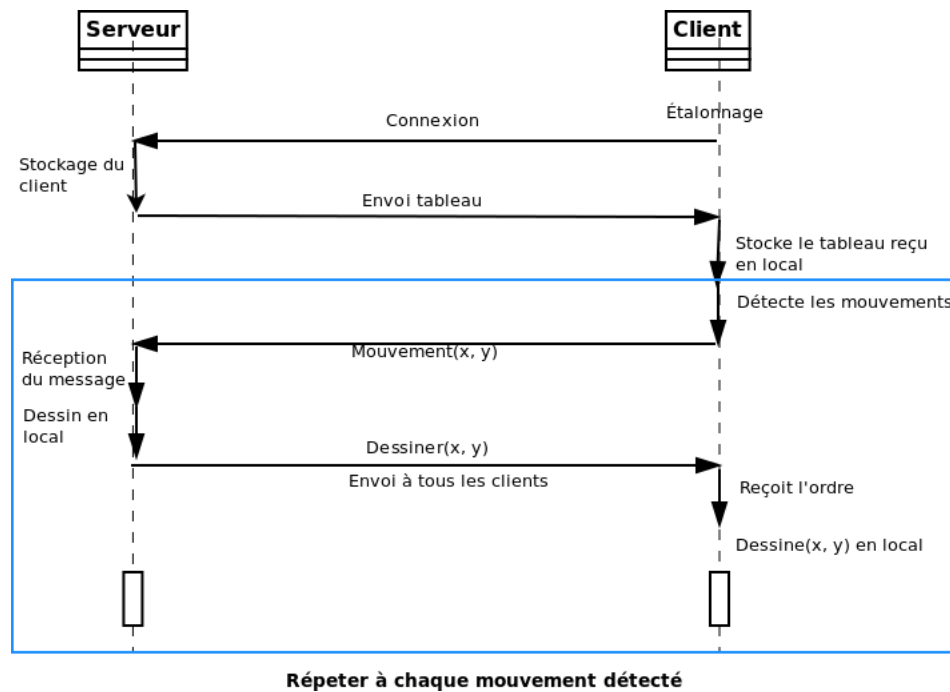 Serveur
Client
Étalonnage
Connexion
Stockage du
client
Envoi tableau
Stocke le tableau reçu
en local
Détecte les mouvements
Mouvement(x, y)
Réception
du message
Dessin en
local
Dessiner(x, y)
Envoi à tous les clients
Reçoit l'ordre
Dessine(x, y) en local
Répeter à chaque mouvement détecté